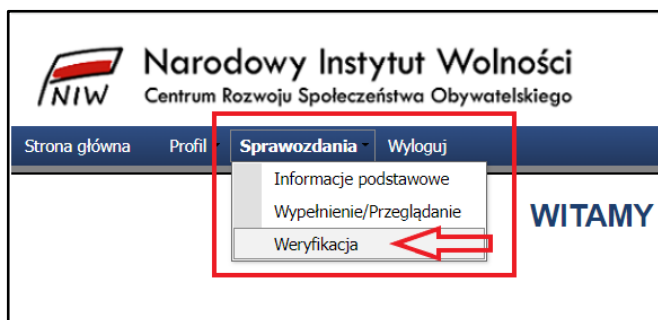 NIW
Narodowy Instytut Wolności
Centrum Rozwoju Społeczeństwa Obywatelskiego
Strona główna Profil Sprawozdania Wyloguj
Informacje podstawowe
Wypełnienie/Przeglądanie
Weryfikacja
WITAMY